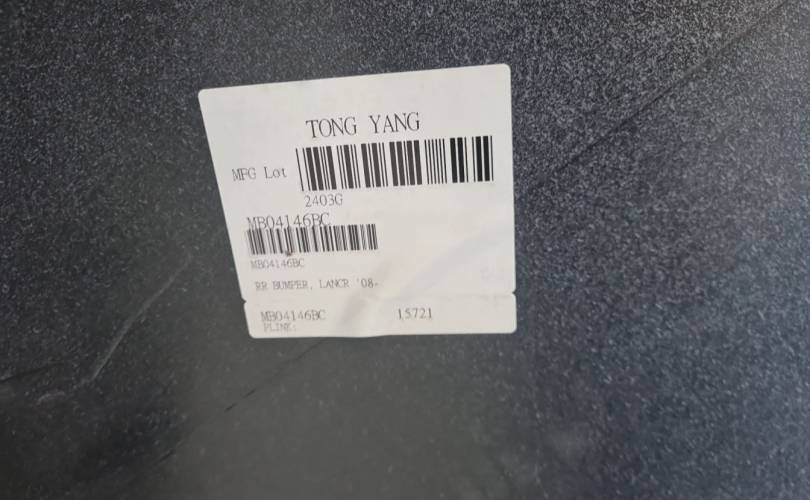 TONG YANG
MFG Lot
2403G
MB04146BC
MB04146BC
RR BUMPER, LANCR '08-
MB04146BC 15721
PLINK: